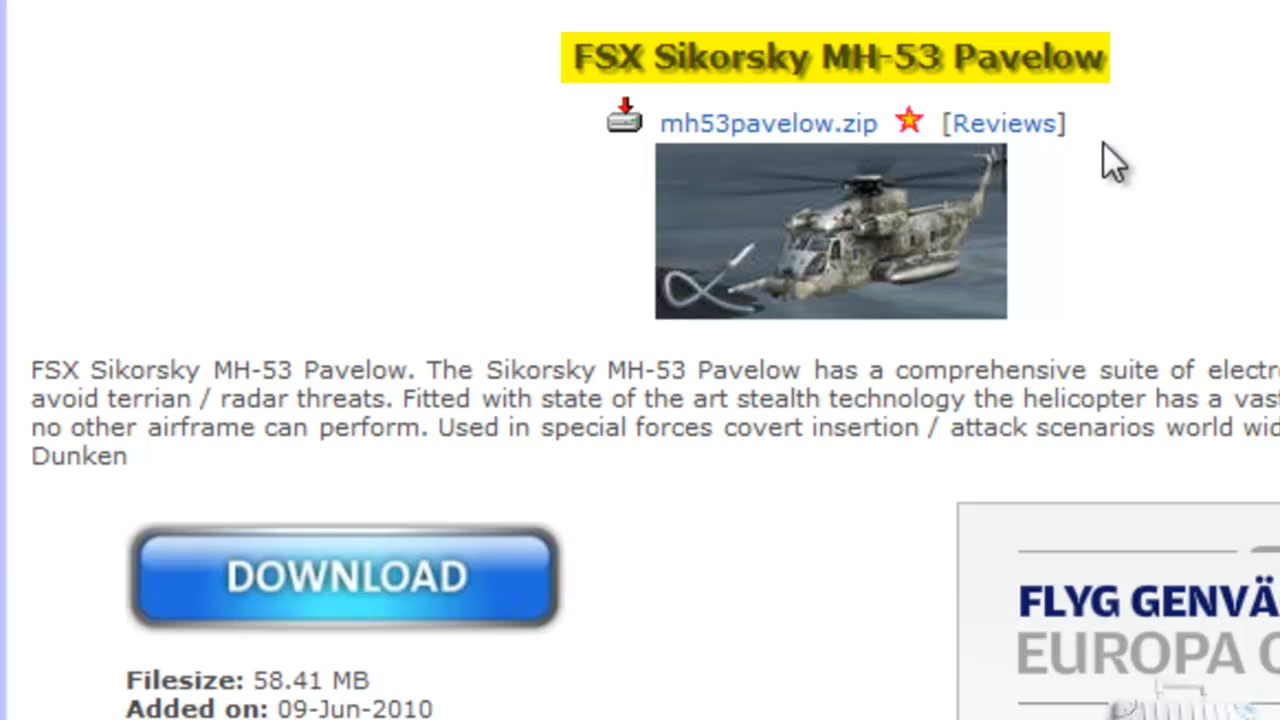 FSX Sikorsky MH-53 Pavelow
mh53pavelow.zip [Reviews]
FSX Sikorsky MH-53 Pavelow. The Sikorsky MH-53 Pavelow has a comprehensive suite of electr
avoid terrian / radar threats. Fitted with state of the art stealth technology the helicopter has a vast
no other airframe can perform. Used in special forces covert insertion / attack scenarios world wid
Dunken
DOWNLOAD
FLYG GENVÄ
EUROPA
Filesize: 58.41 MB
Added on: 09-Jun-2010